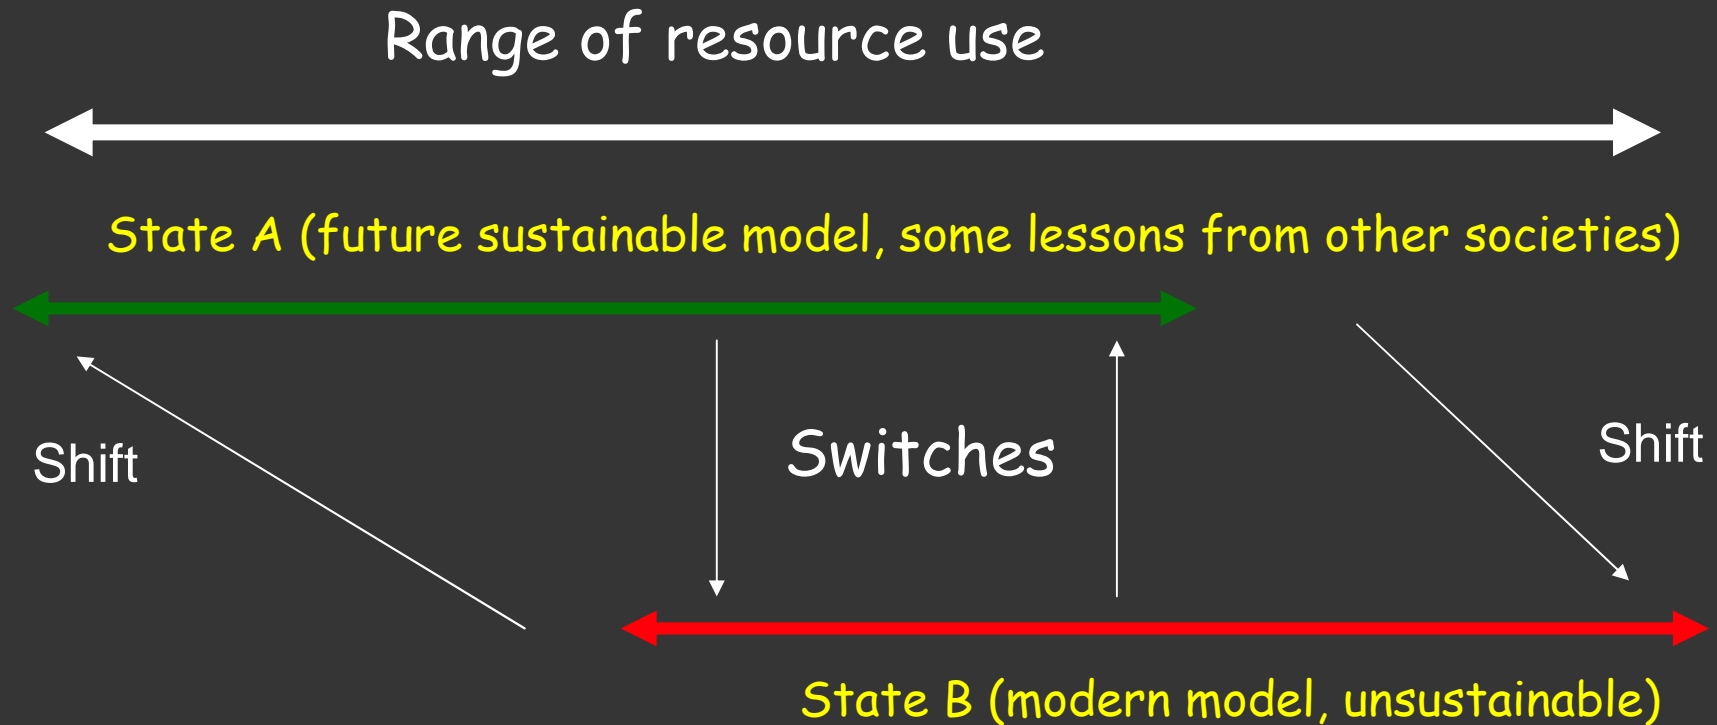 Range of resource use
State A (future sustainable model, some lessons from other societies)
Shift
Switches
Shift
State B (modern model, unsustainable)